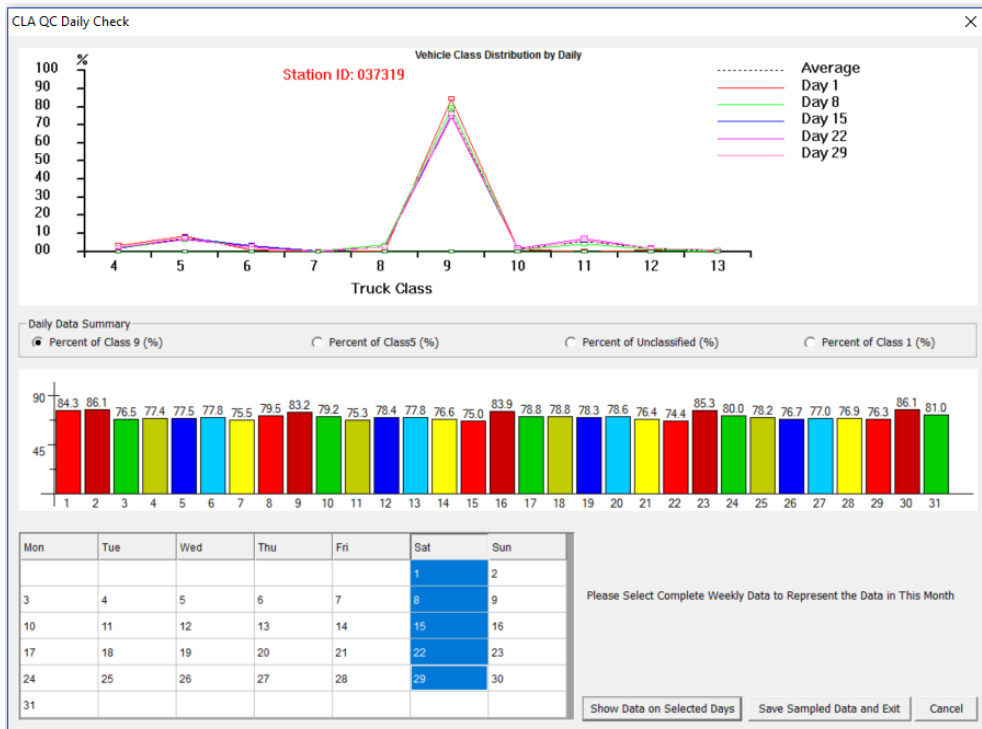 CLA QC Daily Check
Vehicle Class Distribution by Daily
Station ID: 037319
%
100
90
80
70
60
50
40
30
20
10
00
4 5 6 7 8 9 10 11 12 13
Truck Class
Average
Day 1
Day 8
Day 15
Day 22
Day 29
Daily Data Summary
Percent of Class 9 (%) Percent of Class5 (%) Percent of Unclassified (%) Percent of Class 1 (%)
90
45
84.3 86.1 76.5 77.4 77.5 77.8 75.5 79.5 83.2 79.2 75.3 78.4 77.8 76.6 75.0 83.9 78.8 78.8 78.3 78.6 76.4 74.4 85.3 80.0 78.2 76.7 77.0 76.9 76.3 86.1 81.0
1 2 3 4 5 6 7 8 9 10 11 12 13 14 15 16 17 18 19 20 21 22 23 24 25 26 27 28 29 30 31
Mon Tue Wed Thu Fri Sat Sun
1 2
3 4 5 6 7 8 9
10 11 12 13 14 15 16
17 18 19 20 21 22 23
24 25 26 27 28 29 30
31
Please Select Complete Weekly Data to Represent the Data in This Month
Show Data on Selected Days Save Sampled Data and Exit Cancel